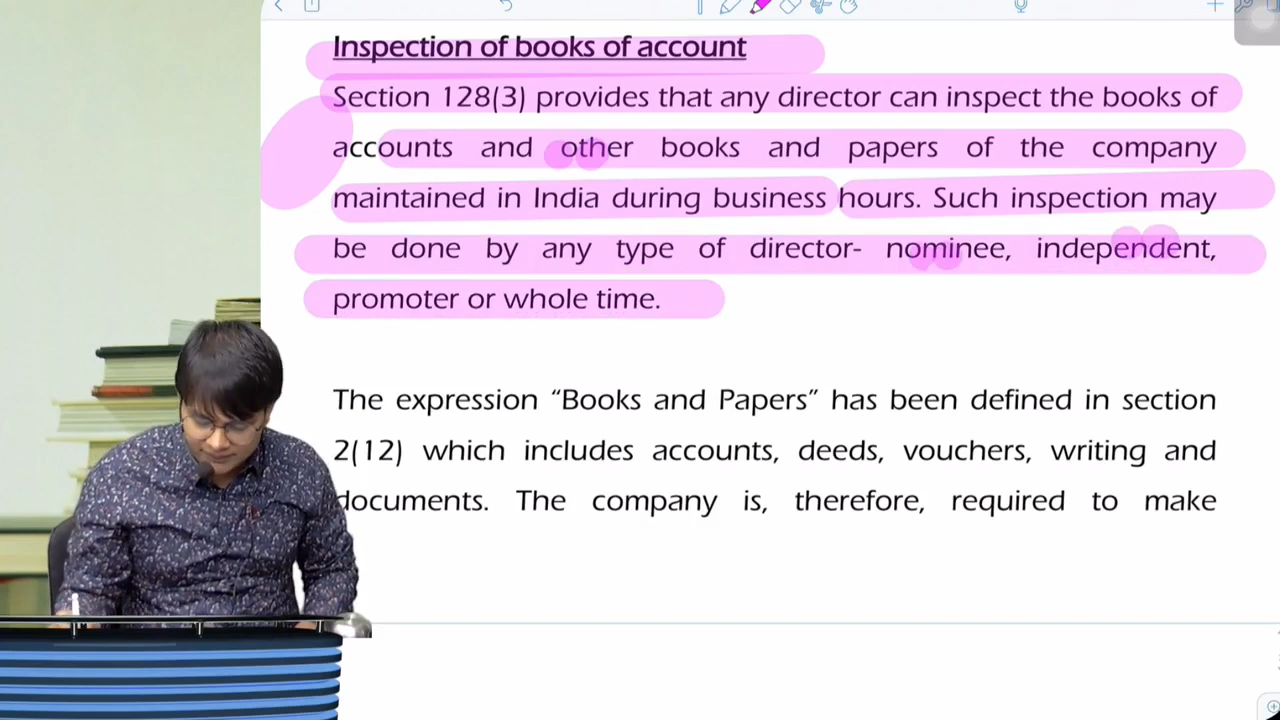 Inspection of books of account
Section 128(3) provides that any director can inspect the books of
accounts and other books and papers of the company
maintained in India during business hours. Such inspection may
be done by any type of director- nominee, independent,
promoter or whole time.
The expression “Books and Papers” has been defined in section
2(12) which includes accounts, deeds, vouchers, writing and
documents. The company is, therefore, required to make